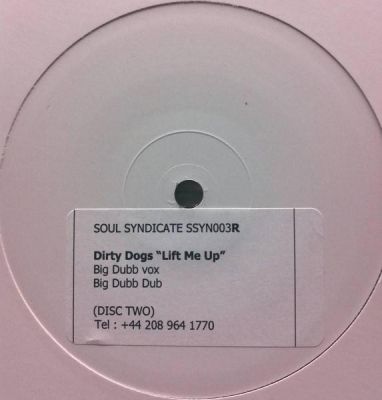 SOUL SYNDICATE SSYN003R
Dirty Dogs "Lift Me Up"
Big Dubb vox
Big Dubb Dub
(DISC TWO)
Tel : +44 208 964 1770